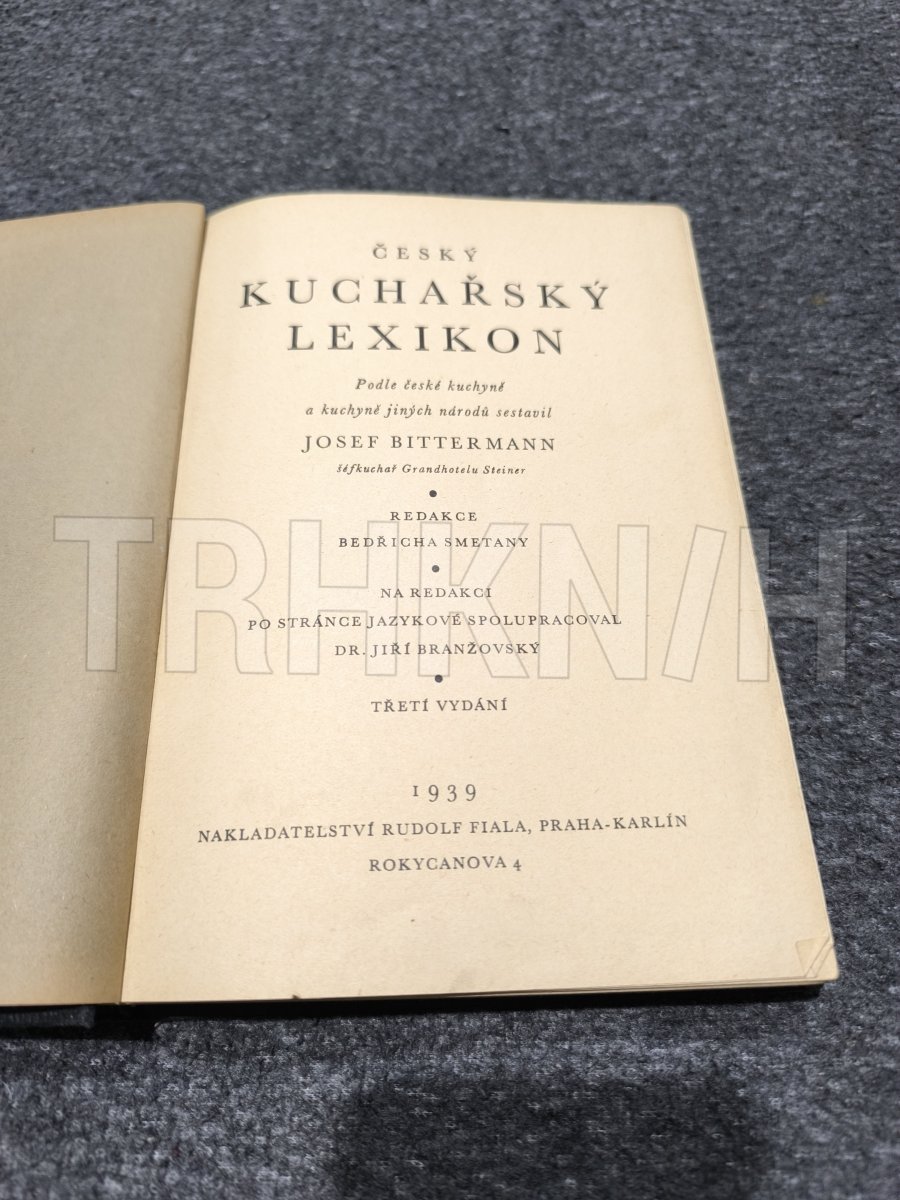 ČESKÝ
KUCHAŘSKÝ
LEXIKON
Podle české kuchyně
a kuchyně jiných národů sestavil
JOSEF BITTERMANN
šéfkuchař Grandhotelu Steiner
REDAKCE
BEDŘICHA SMETANY
NA REDAKCI
PO STRÁNCE JAZYKOVÉ SPOLUPRACOVAL
DR. JIŘÍ BRANŽOVSKÝ
TŘETÍ VYDÁNÍ
1939
NAKLADATELSTVÍ RUDOLF FIALA, PRAHA-KARLÍN
ROKYCANOVA 4
TRHKN/H